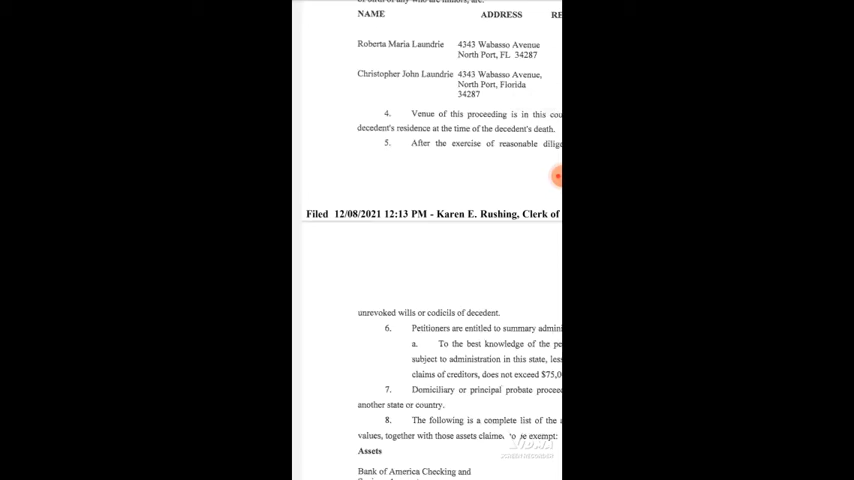 NAME ADDRESS
Roberta Maria Laundrie 4343 Wabasso Avenue
North Port, FL 34287
Christopher John Laundrie 4343 Wabasso Avenue,
North Port, Florida
34287
4. Venue of this proceeding is in this
decedent's residence at the time of the decedent's death.
5. After the exercise of reasonable
Filed 12/08/2021 12:13 PM - Karen E. Rushing, Clerk of
unrevoked wills or codicils of decedent.
6. Petitioners are entitled to summary
a. To the best knowledge of the
subject to administration in this state,
claims of creditors, does not exceed
7. Domiciliary or principal probate
another state or country.
8. The following is a complete list of the
values, together with those assets exempt:
Assets
Bank of America Checking and
SCREEN RECORDER